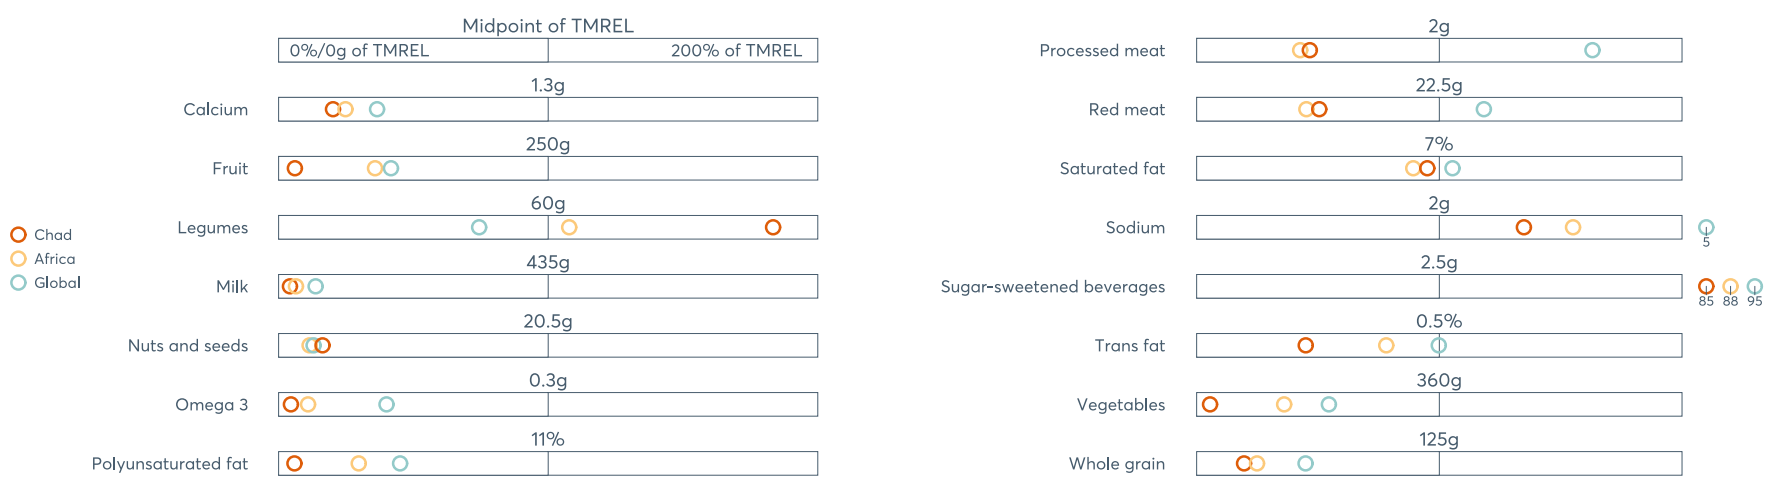 Midpoint of TMREL
0%/0g of TMREL 200% of TMREL
1.3g
Calcium
250g
Fruit
60g
Legumes
435g
Milk
20.5g
Nuts and seeds
0.3g
Omega 3
11%
Polyunsaturated fat
Chad
Africa
Global
2g
Processed meat
22.5g
Red meat
7%
Saturated fat
2g
Sodium
5
2.5g
Sugar-sweetened beverages
85 88 95
0.5%
Trans fat
360g
Vegetables
125g
Whole grain